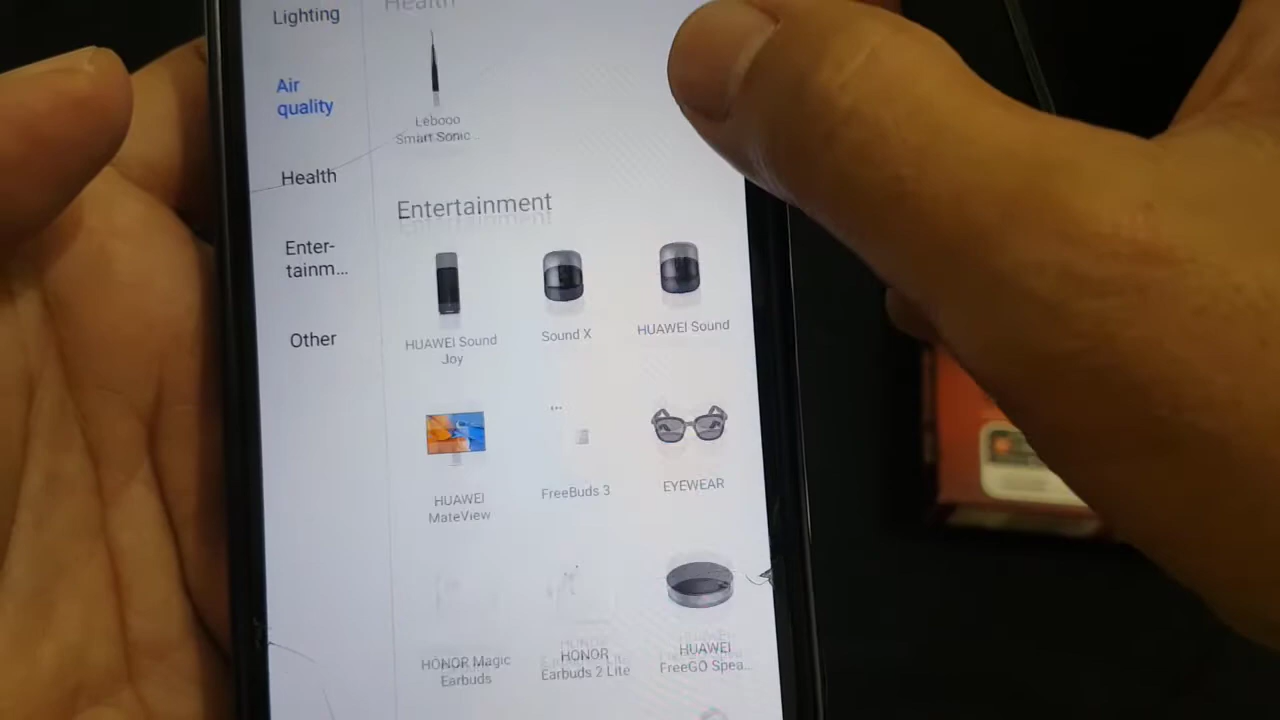 Lighting
Air
quality
Health
Enter-
tainm...
Other
Health
Lebooo
Smart Sonic...
Entertainment
HUAWEI Sound
Joy
Sound X
HUAWEI Sound
HUAWEI
MateView
FreeBuds 3
EYEWEAR
HONOR Magic
Earbuds
HONOR
Earbuds 2 Lite
HUAWEI
FreeGO Spea...